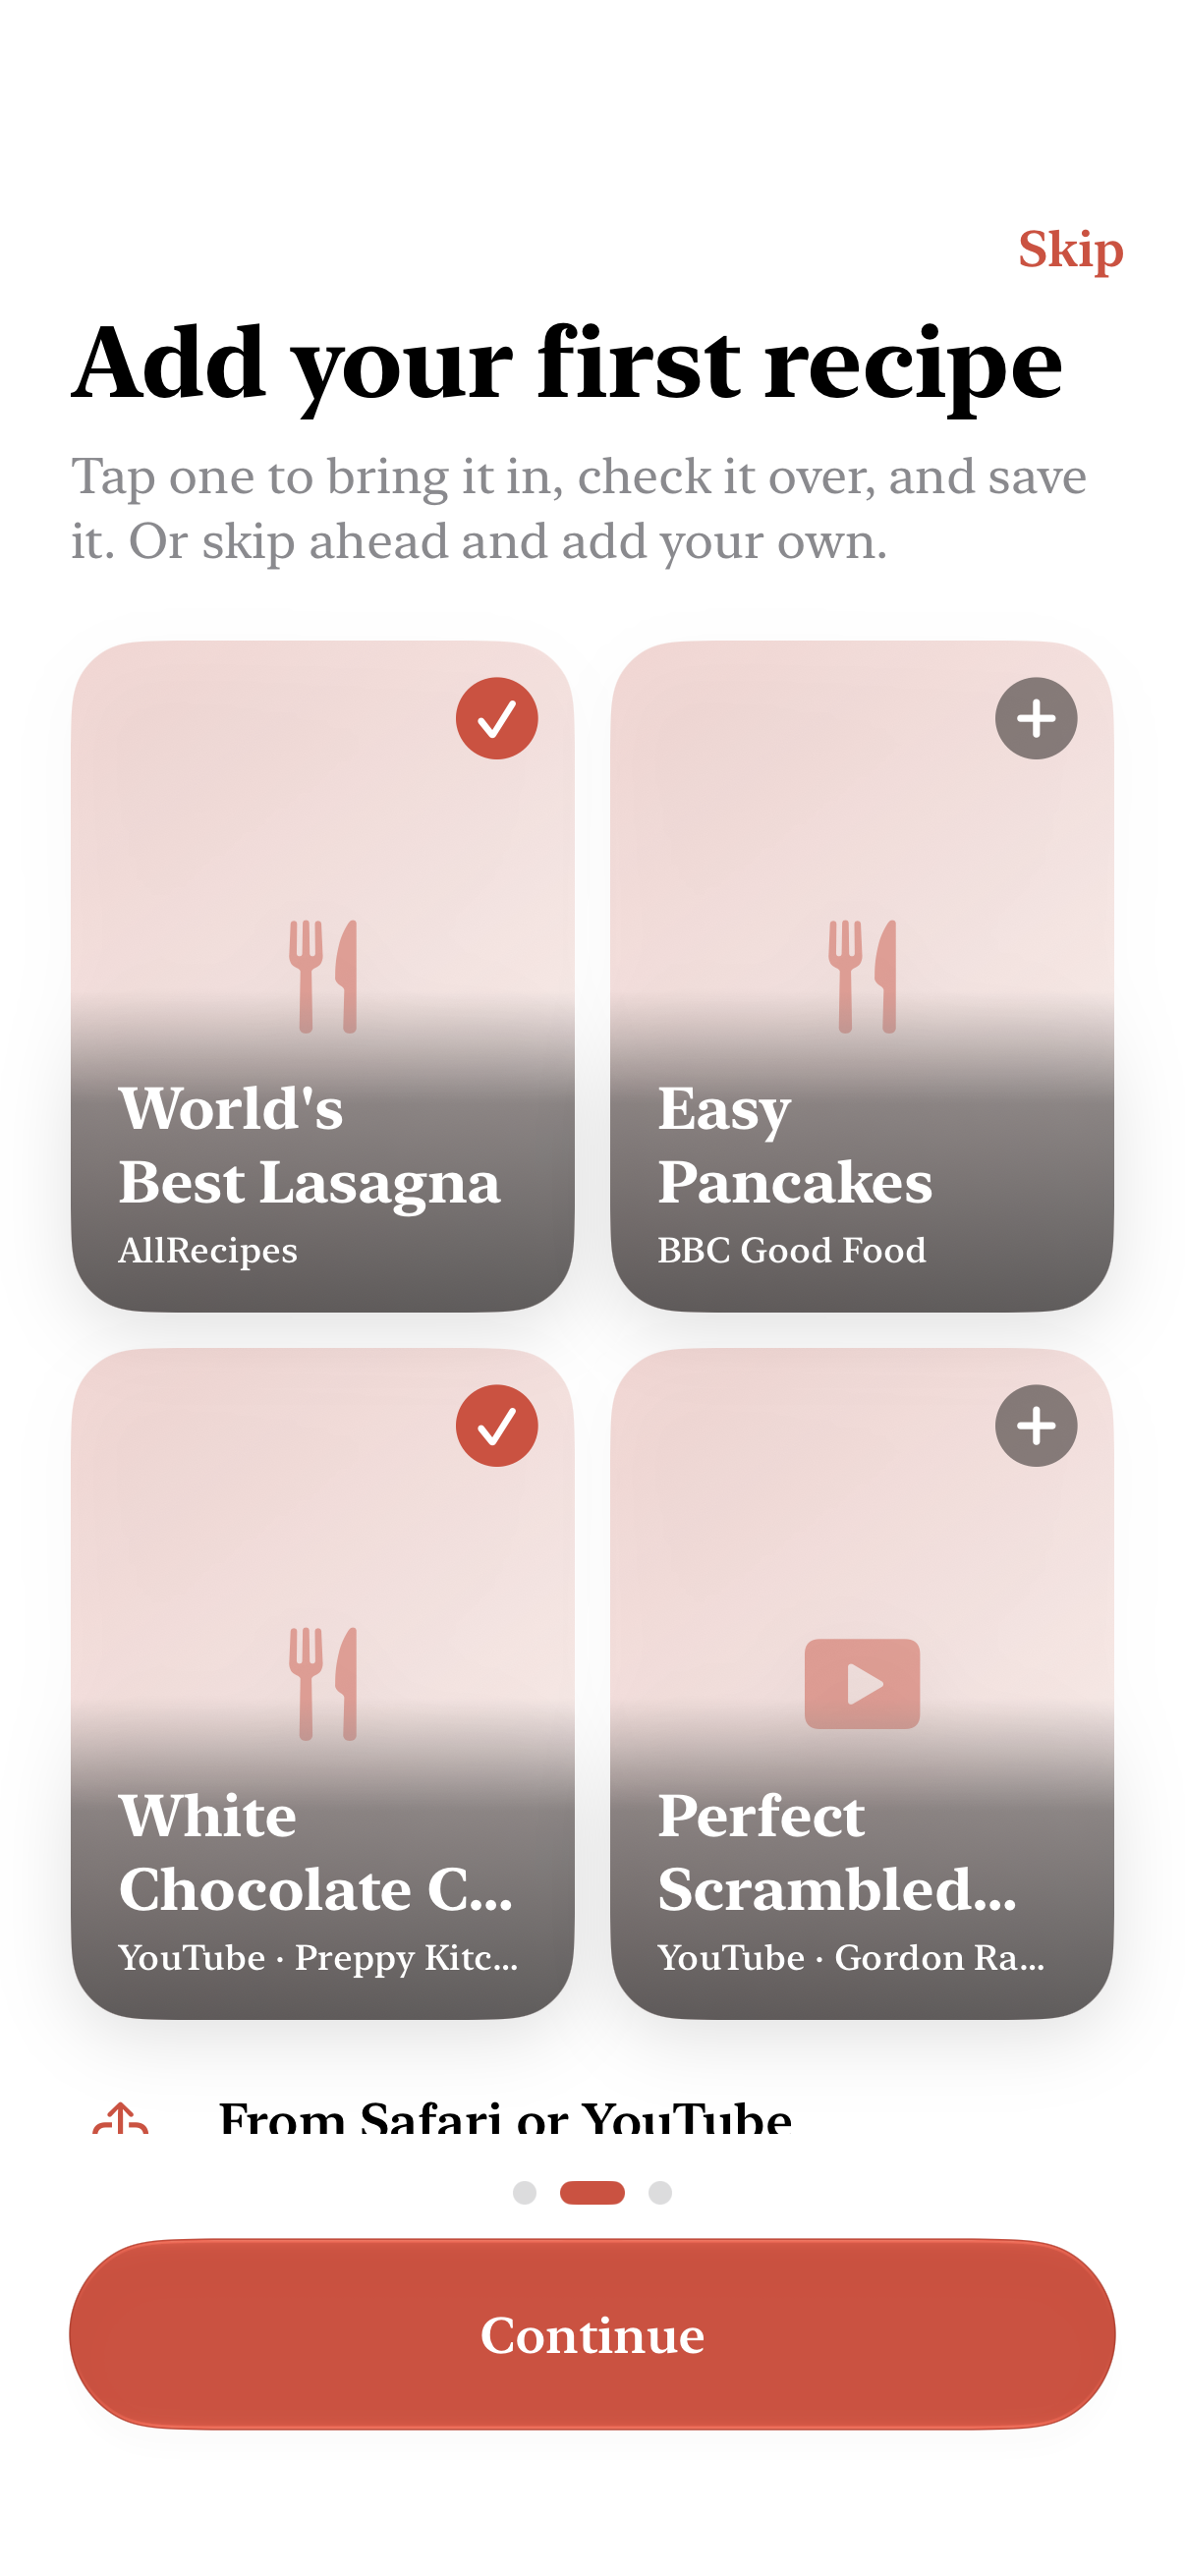 Skip
Add your first recipe
Tap one to bring it in, check it over, and save
it. Or skip ahead and add your own.
World's
Best Lasagna
AllRecipes
Easy
Pancakes
BBC Good Food
White
Chocolate C...
YouTube · Preppy Kitc...
Perfect
Scrambled...
YouTube · Gordon Ra...
From Safari or YouTube
Continue